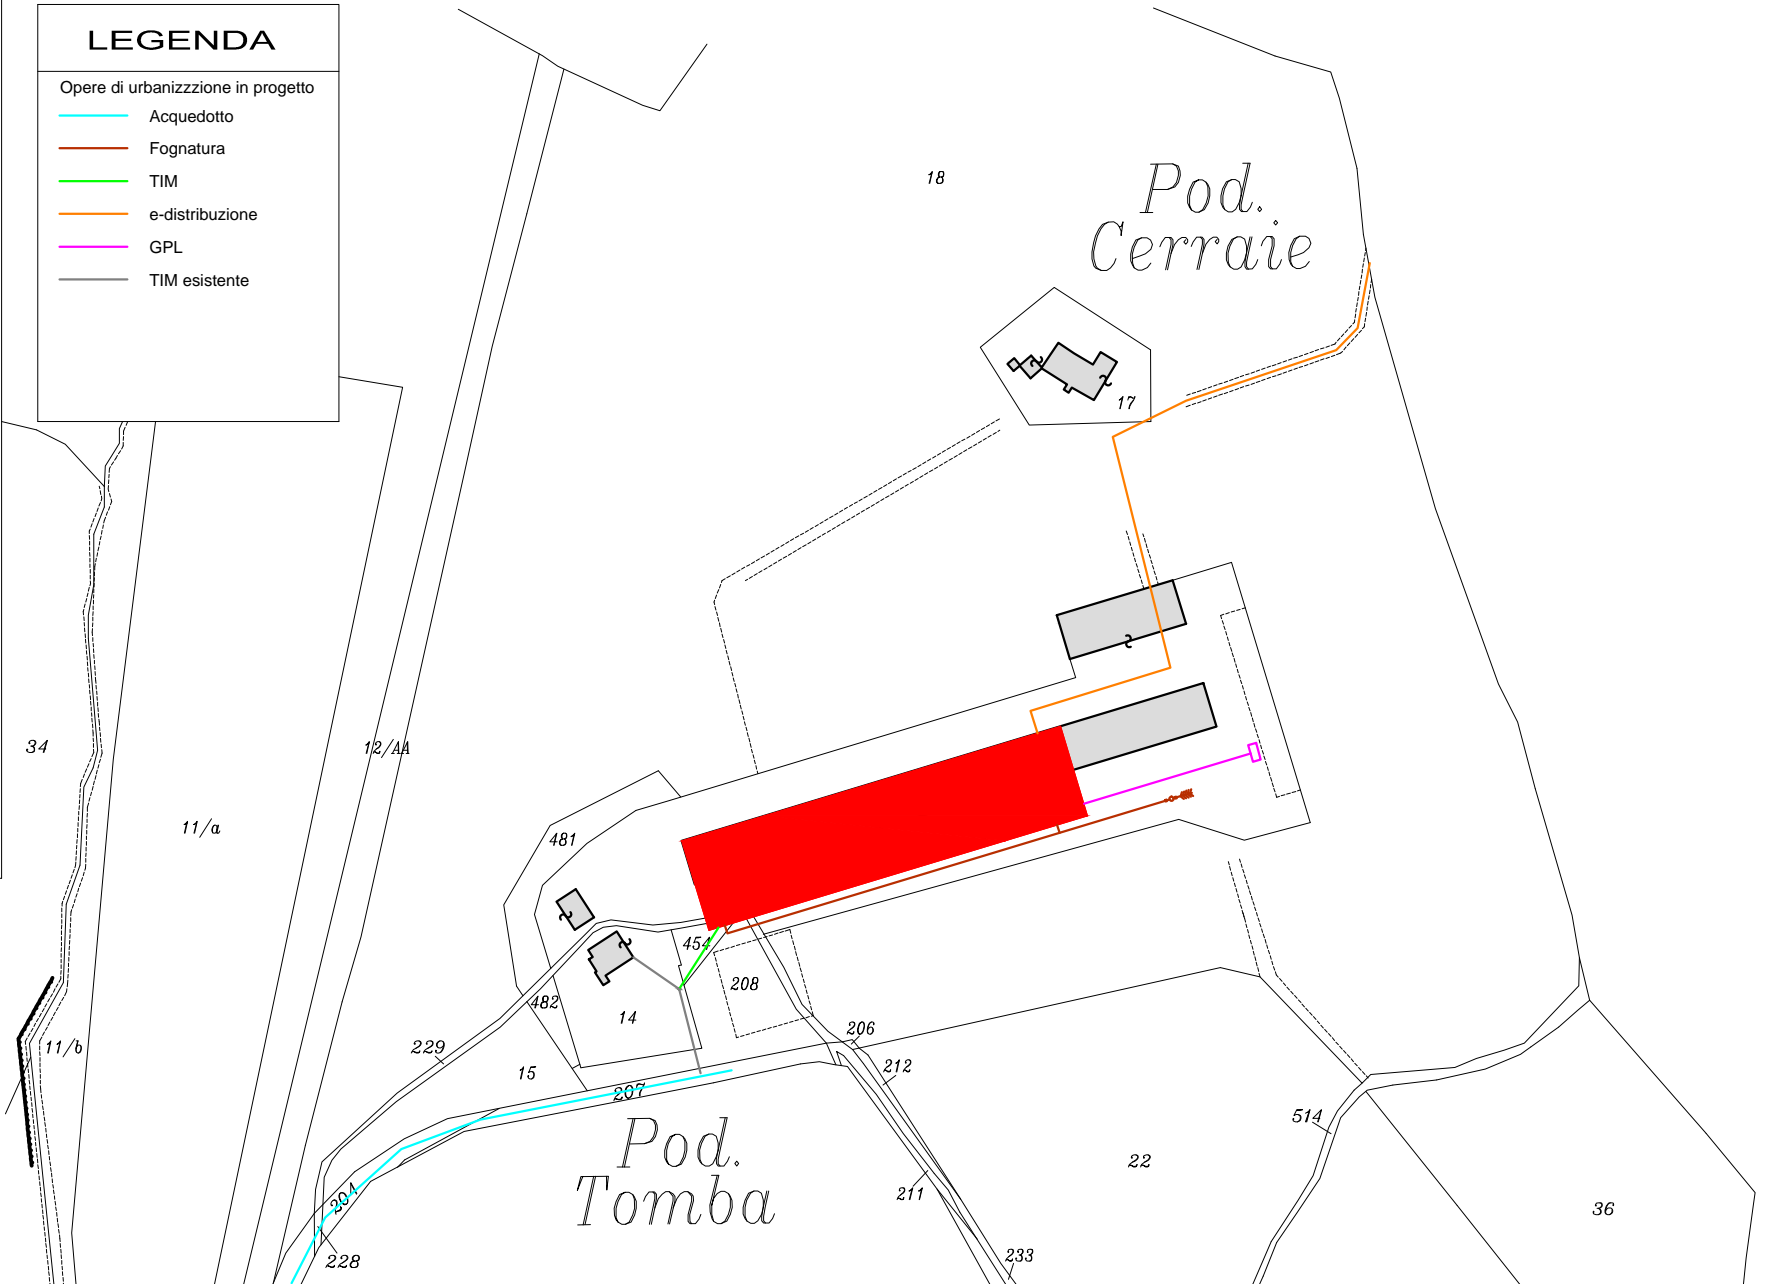 LEGENDA
Opere di urbanizzzione in progetto
Acquedotto
Fognatura
TIM
e-distribuzione
GPL
TIM esistente
18
Pod.
Cerraie
17
34
12/AA
11/a
481
454
208
482
14
206
229
11/b
15
212
207
514
Pod.
Tomba
22
204
211
36
228
233